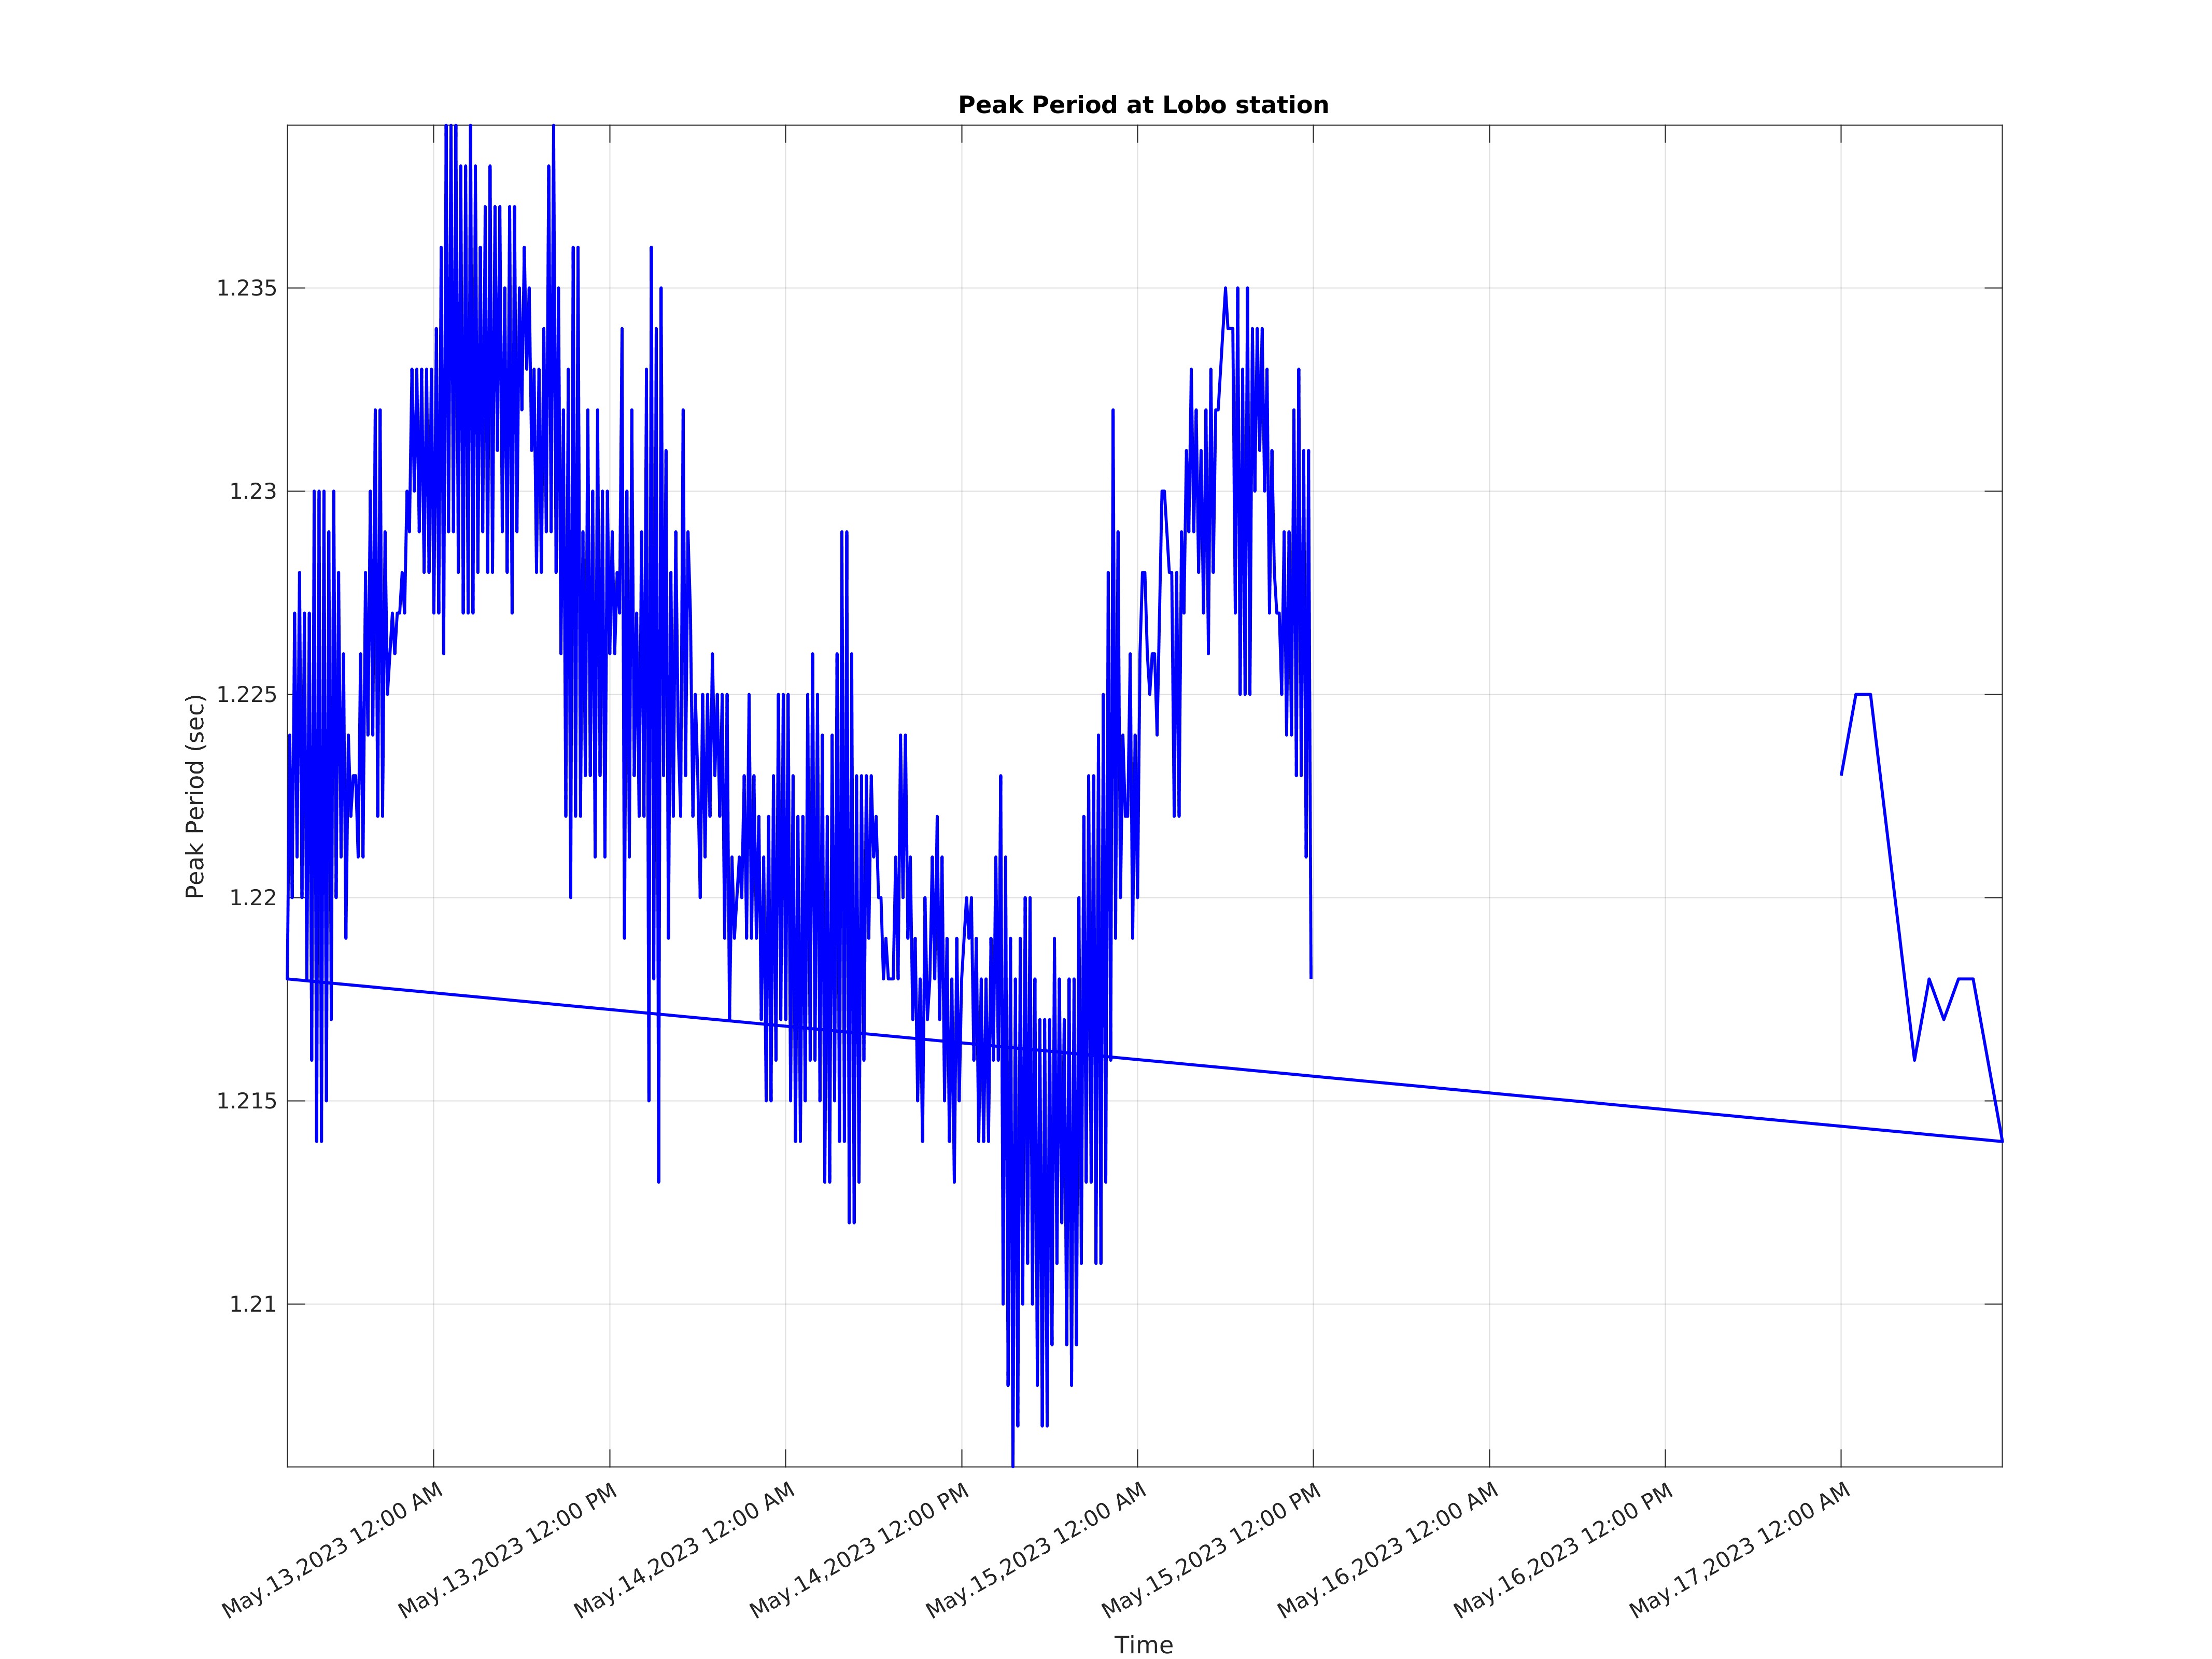 Peak Period at Lobo station
Peak Period (sec)
1.235
1.23
1.225
1.22
1.215
1.21
May.13,2023 12:00 AM
May.13,2023 12:00 PM
May.14,2023 12:00 AM
May.14,2023 12:00 PM
May.15,2023 12:00 AM
May.15,2023 12:00 PM
May.16,2023 12:00 AM
May.16,2023 12:00 PM
May.17,2023 12:00 AM
Time